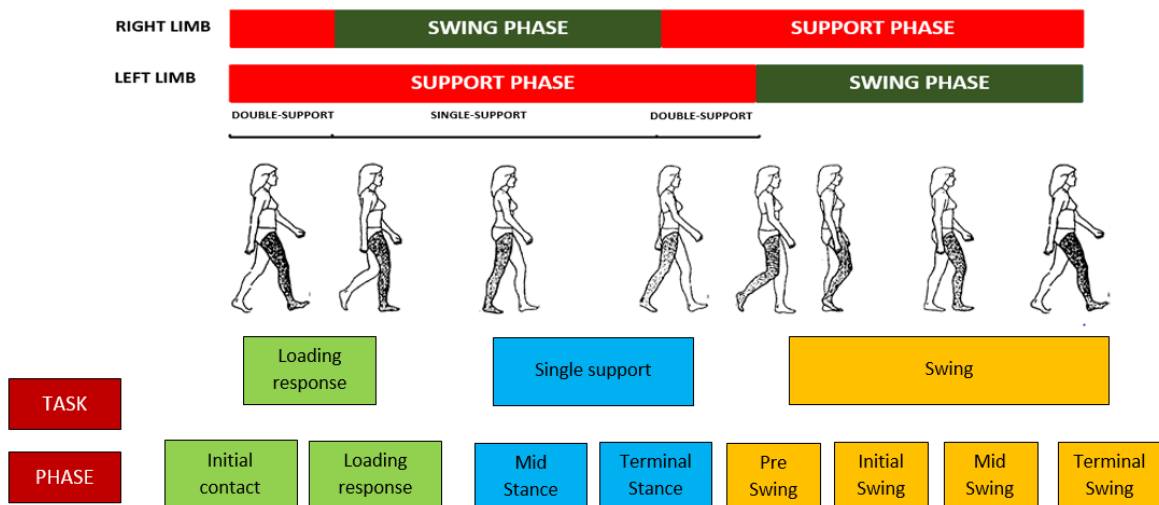 RIGHT LIMB
SWING PHASE
SUPPORT PHASE
LEFT LIMB
SUPPORT PHASE
SWING PHASE
DOUBLE-SUPPORT
SINGLE-SUPPORT
DOUBLE-SUPPORT
Loading
response
Single support
Swing
TASK
PHASE
Initial
contact
Loading
response
Mid
Stance
Terminal
Stance
Pre
Swing
Initial
Swing
Mid
Swing
Terminal
Swing